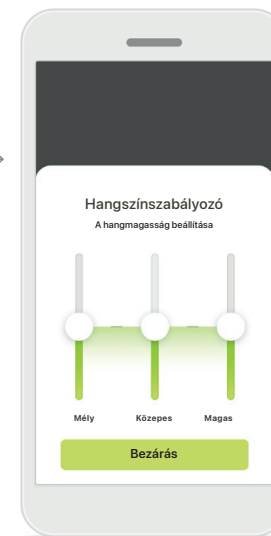 Hangszínszabályozó
A hangmagasság beállítása
Mély Közepes Magas
Bezárás